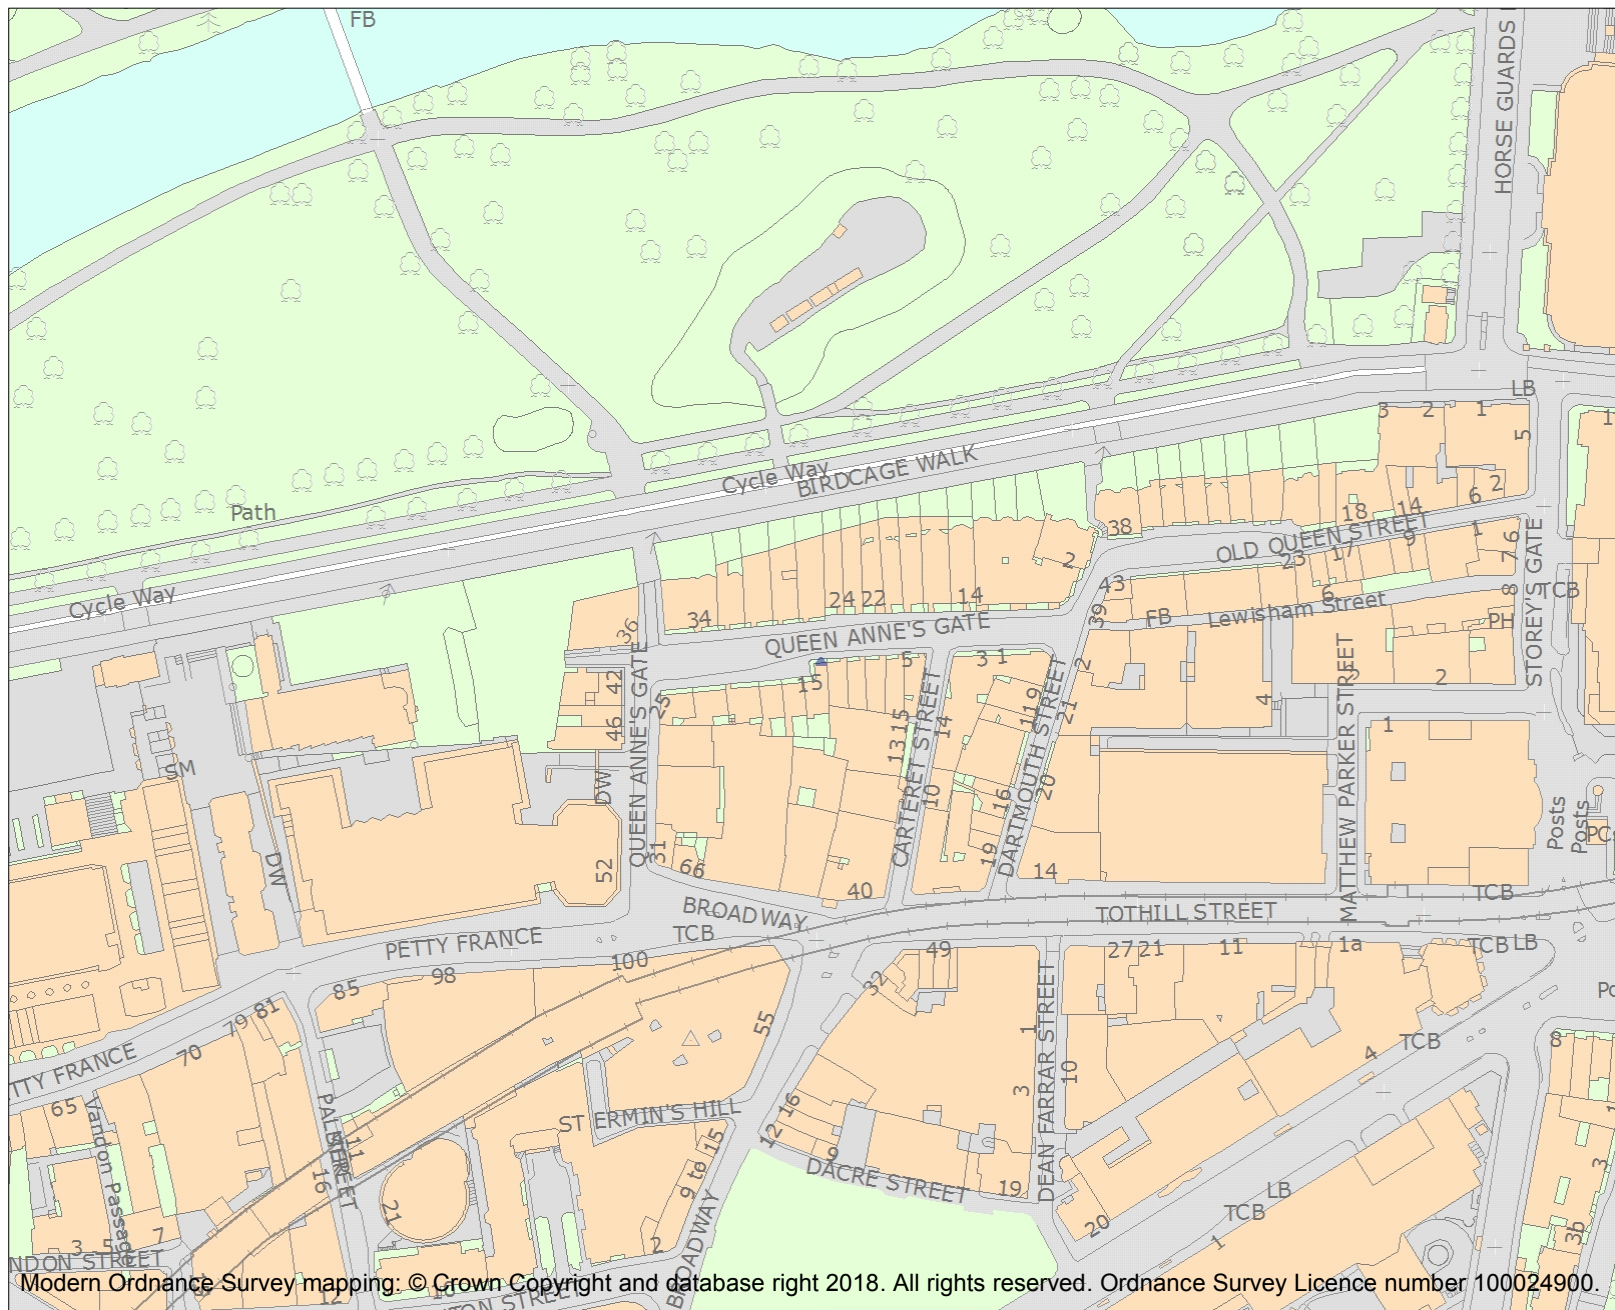 FB
HORSE GUARDS
LB
3
2
1
5
1
Cycle Way
BIRDCAGE WALK
Path
Cycle Way
38
18
14
6
2
OLD QUEEN STREET
23
17
9
1
7
6
8
STOREY'S GATE
TCB
2
43
39
FB
Lewisham Street
6
PH
36
34
24
22
14
QUEEN ANNE'S GATE
5
3
1
15
25
42
46
2
21
119
4
2
1
13
15
14
CARTERET STREET
10
16
19
20
14
DARTMOUTH STREET
MATTHEW PARKER STREET
Posts
Posts
SM
DW
DW
QUEEN ANNE'S GATE
52
31
66
40
BROADWAY
TOTHILL STREET
TCB
PETTY FRANCE
TCB
100
98
85
79
81
70
65
49
32
27
21
11
1a
TCB
LB
55
1
3
10
DEAN FARRAR STREET
4
TCB
8
ST ERMIN'S HILL
Vandon Passage
11
16
21
12
16
9
DACRE STREET
19
20
9 to 15
BROADWAY
2
LB
TCB
1
3
3b
3
5
7
Modern Ordnance Survey mapping: © Crown Copyright and database right 2018. All rights reserved. Ordnance Survey Licence number 100024900.